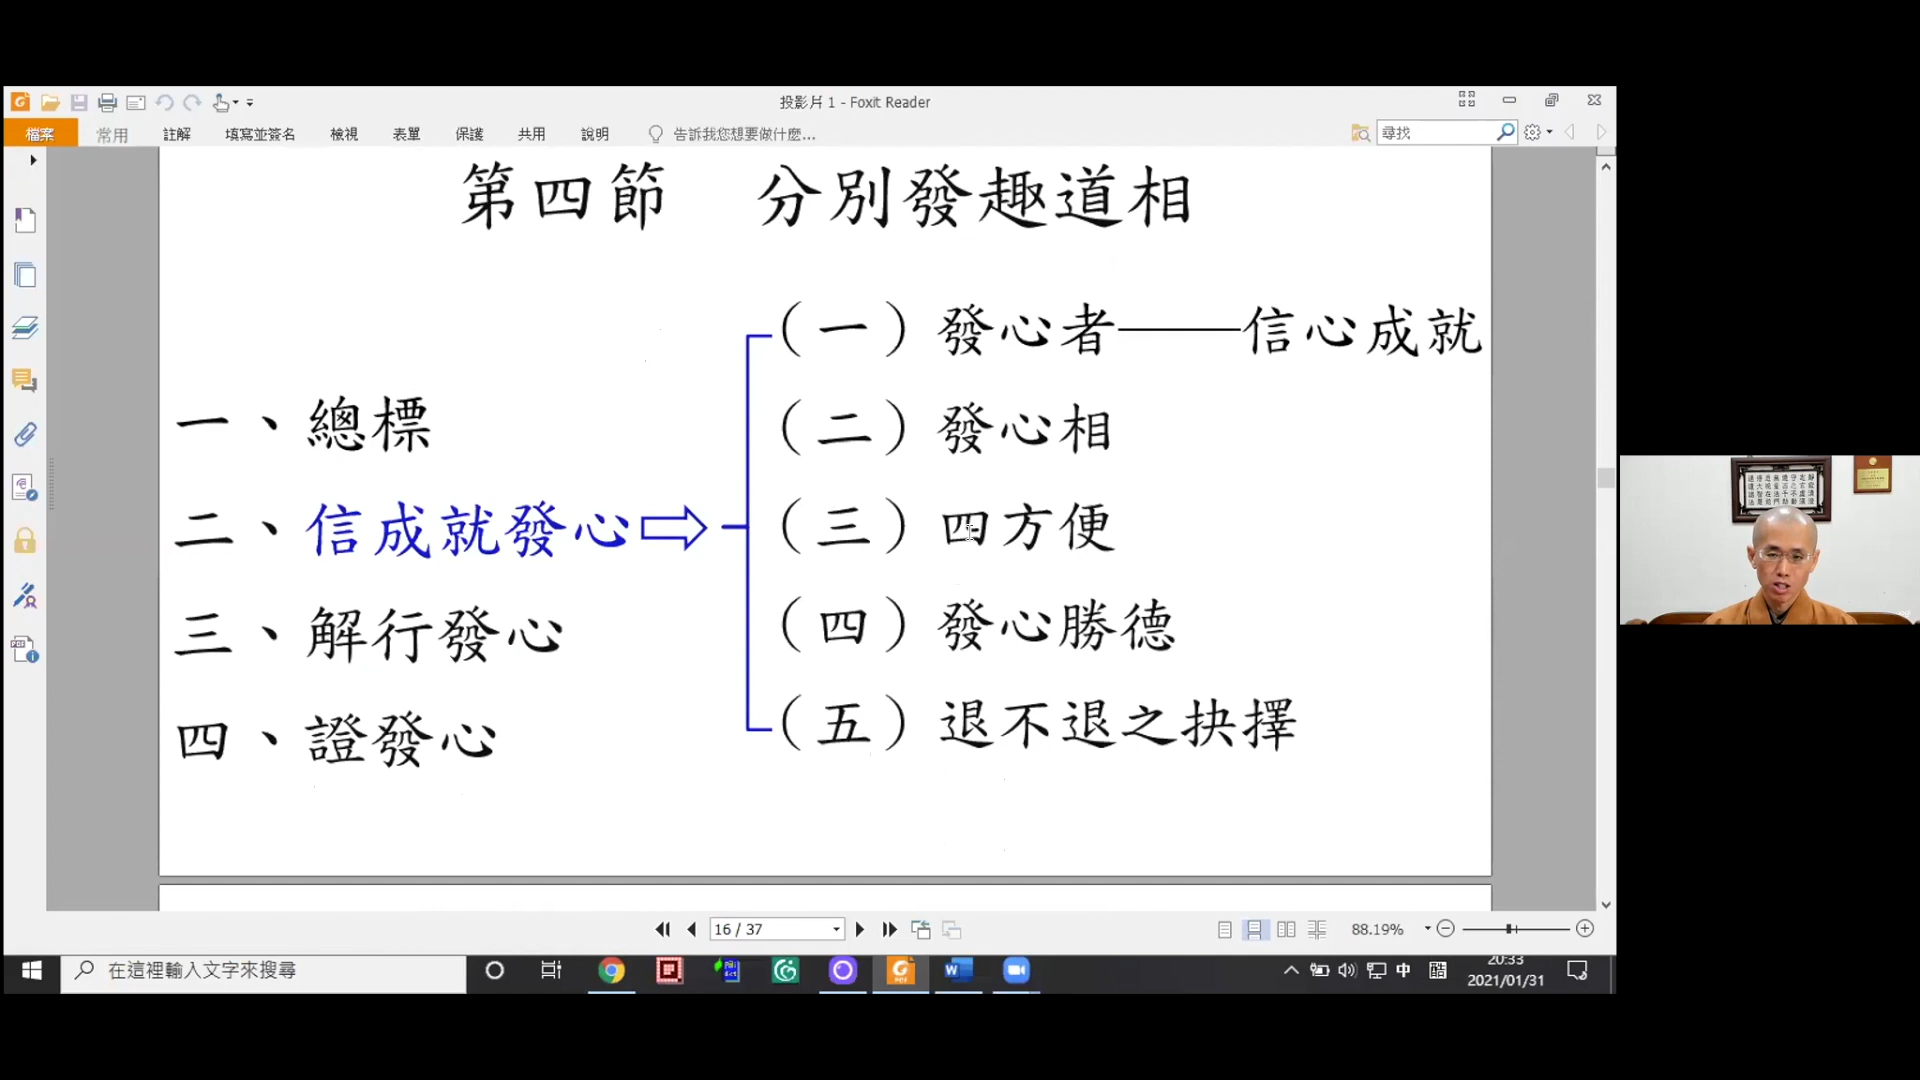 投影片 1 - Foxit Reader
檔案 常用 註解 填寫並簽名 檢視 表單 保護 共用 說明 告訴我您想要做什麼... 尋找
第四節 分別發趣道相
一、總標
二、信成就發心
三、解行發心
四、證發心
（一）發心者——信心成就
（二）發心相
（三）四方便
（四）發心勝德
（五）退不退之抉擇
16 / 37
88.19%
在這裡輸入文字來搜尋
中
20:33
2021/01/31